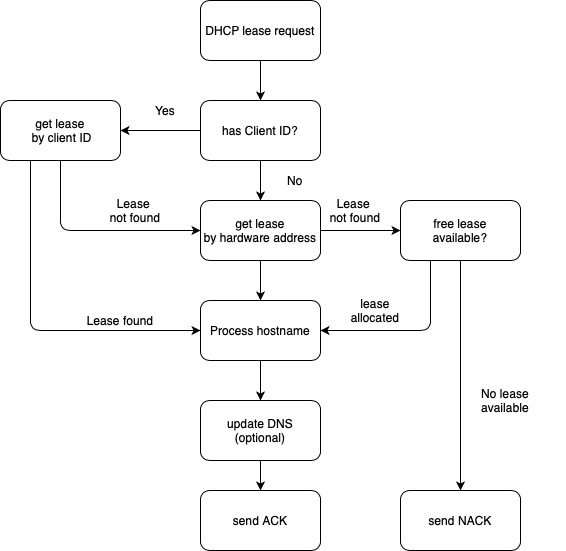 DHCP lease request
Yes
get lease
by client ID
has Client ID?
No
Lease
not found
get lease
by hardware address
Lease
not found
free lease
available?
Lease found
Process hostname
lease
allocated
No lease
available
update DNS
(optional)
send ACK
send NACK